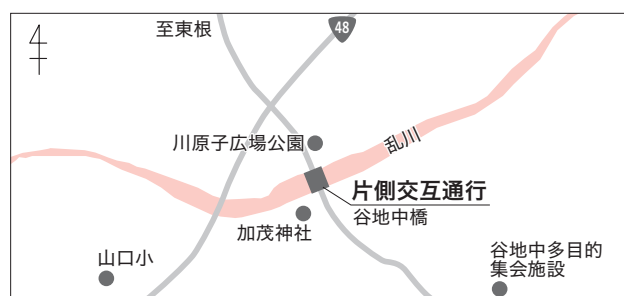 至東根
48
川原子広場公園
乱川
片側交互通行
谷地中橋
加茂神社
山口小
谷地中多目的
集会施設